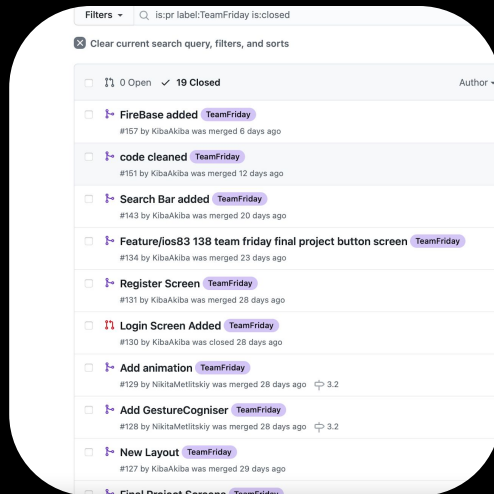 Filters is:pr label:TeamFriday is:closed
Clear current search query, filters, and sorts
0 Open 19 Closed Author
FireBase added TeamFriday
#157 by KibaAkiba was merged 6 days ago
code cleaned TeamFriday
#151 by KibaAkiba was merged 12 days ago
Search Bar added TeamFriday
#143 by KibaAkiba was merged 20 days ago
Feature/ios83 138 team friday final project button screen TeamFriday
#134 by KibaAkiba was merged 23 days ago
Register Screen TeamFriday
#131 by KibaAkiba was merged 28 days ago
Login Screen Added TeamFriday
#130 by KibaAkiba was closed 28 days ago
Add animation TeamFriday
#129 by NikitaMetlitskiy was merged 28 days ago 3.2
Add GestureCogniser TeamFriday
#128 by NikitaMetlitskiy was merged 28 days ago 3.2
New Layout TeamFriday
#127 by KibaAkiba was merged 29 days ago
Final Project Screens TeamFriday